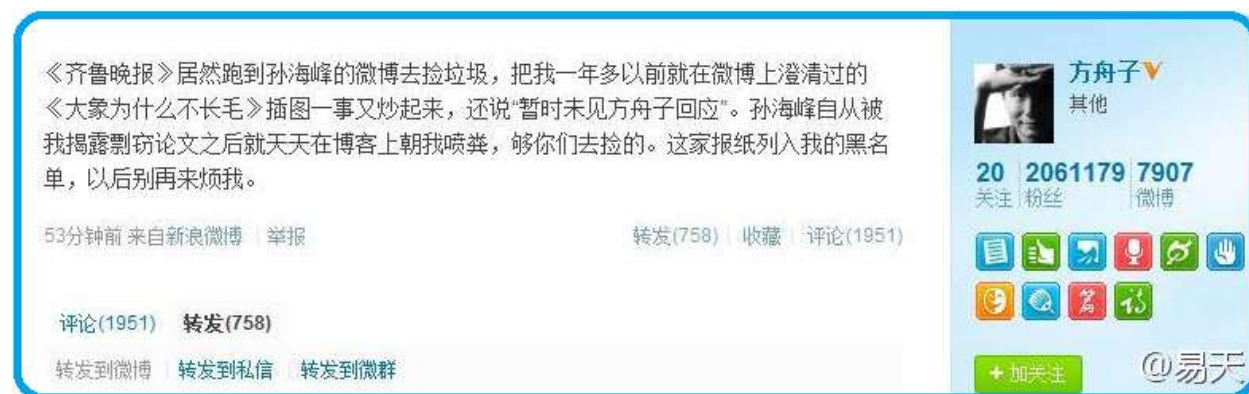 《齐鲁晚报》居然跑到孙海峰的微博去捡垃圾，把我一年多以前就在微博上澄清过的
《大象为什么不长毛》插图一事又炒起来，还说“暂时未见方舟子回应”。孙海峰自从被
我揭露剽窃论文之后就天天在博客上朝我喷粪，够你们去捡的。这家报纸列入我的黑名
单，以后别再来烦我。
53分钟前 来自新浪微博 | 举报
转发(758) | 收藏 | 评论(1951)
评论(1951) 转发(758)
转发到微博 转发到私信 转发到微群
方舟子
其他
20 2061179 7907
关注 粉丝 微博
篇
+ 加关注
@易天